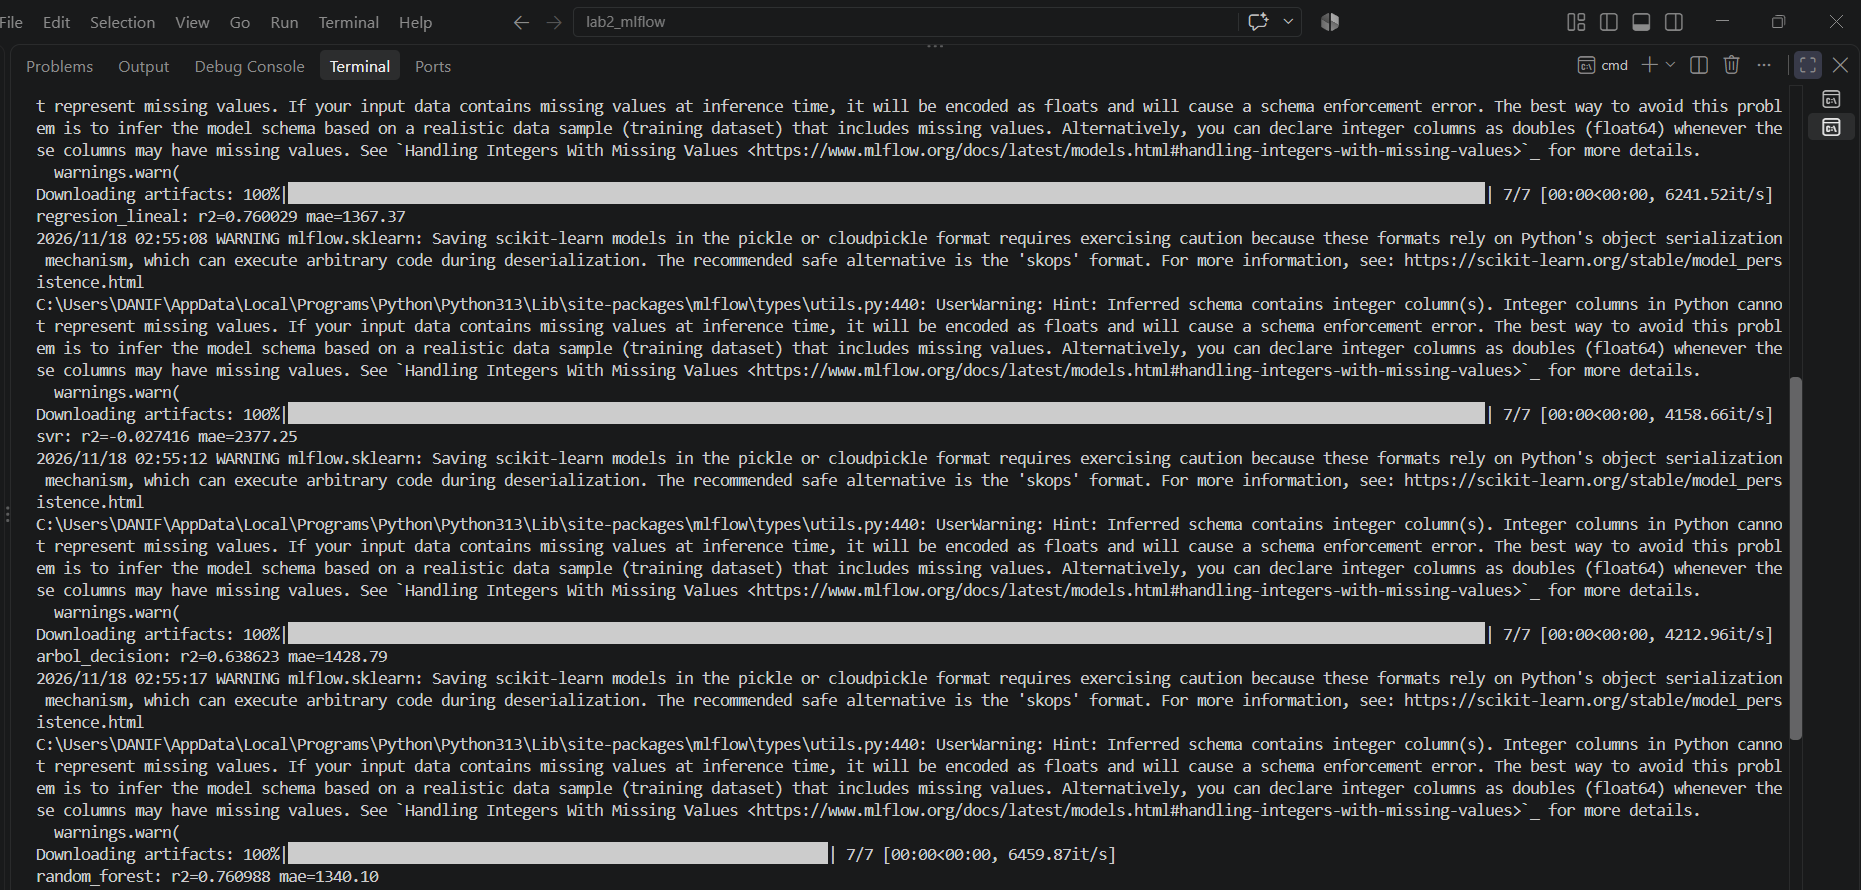 File Edit Selection View Go Run Terminal Help lab2_mlflow
Problems Output Debug Console Terminal Ports cmd
t represent missing values. If your input data contains missing values at inference time, it will be encoded as floats and will cause a schema enforcement error. The best way to avoid this probl
em is to infer the model schema based on a realistic data sample (training dataset) that includes missing values. Alternatively, you can declare integer columns as doubles (float64) whenever the
se columns may have missing values. See `Handling Integers With Missing Values <https://www.mlflow.org/docs/latest/models.html#handling-integers-with-missing-values>`_ for more details.
warnings.warn(
Downloading artifacts: 100%| | 7/7 [00:00<00:00, 6241.52it/s]
regresion_lineal: r2=0.760029 mae=1367.37
2026/11/18 02:55:08 WARNING mlflow.sklearn: Saving scikit-learn models in the pickle or cloudpickle format requires exercising caution because these formats rely on Python's object serialization
mechanism, which can execute arbitrary code during deserialization. The recommended safe alternative is the 'skops' format. For more information, see: https://scikit-learn.org/stable/model_pers
istence.html
C:\Users\DANIF\AppData\Local\Programs\Python\Python313\Lib\site-packages\mlflow\types\utils.py:440: UserWarning: Hint: Inferred schema contains integer column(s). Integer columns in Python canno
t represent missing values. If your input data contains missing values at inference time, it will be encoded as floats and will cause a schema enforcement error. The best way to avoid this probl
em is to infer the model schema based on a realistic data sample (training dataset) that includes missing values. Alternatively, you can declare integer columns as doubles (float64) whenever the
se columns may have missing values. See `Handling Integers With Missing Values <https://www.mlflow.org/docs/latest/models.html#handling-integers-with-missing-values>`_ for more details.
warnings.warn(
Downloading artifacts: 100%| | 7/7 [00:00<00:00, 4158.66it/s]
svr: r2=-0.027416 mae=2377.25
2026/11/18 02:55:12 WARNING mlflow.sklearn: Saving scikit-learn models in the pickle or cloudpickle format requires exercising caution because these formats rely on Python's object serialization
mechanism, which can execute arbitrary code during deserialization. The recommended safe alternative is the 'skops' format. For more information, see: https://scikit-learn.org/stable/model_pers
istence.html
C:\Users\DANIF\AppData\Local\Programs\Python\Python313\Lib\site-packages\mlflow\types\utils.py:440: UserWarning: Hint: Inferred schema contains integer column(s). Integer columns in Python canno
t represent missing values. If your input data contains missing values at inference time, it will be encoded as floats and will cause a schema enforcement error. The best way to avoid this probl
em is to infer the model schema based on a realistic data sample (training dataset) that includes missing values. Alternatively, you can declare integer columns as doubles (float64) whenever the
se columns may have missing values. See `Handling Integers With Missing Values <https://www.mlflow.org/docs/latest/models.html#handling-integers-with-missing-values>`_ for more details.
warnings.warn(
Downloading artifacts: 100%| | 7/7 [00:00<00:00, 4212.96it/s]
arbol_decision: r2=0.638623 mae=1428.79
2026/11/18 02:55:17 WARNING mlflow.sklearn: Saving scikit-learn models in the pickle or cloudpickle format requires exercising caution because these formats rely on Python's object serialization
mechanism, which can execute arbitrary code during deserialization. The recommended safe alternative is the 'skops' format. For more information, see: https://scikit-learn.org/stable/model_pers
istence.html
C:\Users\DANIF\AppData\Local\Programs\Python\Python313\Lib\site-packages\mlflow\types\utils.py:440: UserWarning: Hint: Inferred schema contains integer column(s). Integer columns in Python canno
t represent missing values. If your input data contains missing values at inference time, it will be encoded as floats and will cause a schema enforcement error. The best way to avoid this probl
em is to infer the model schema based on a realistic data sample (training dataset) that includes missing values. Alternatively, you can declare integer columns as doubles (float64) whenever the
se columns may have missing values. See `Handling Integers With Missing Values <https://www.mlflow.org/docs/latest/models.html#handling-integers-with-missing-values>`_ for more details.
warnings.warn(
Downloading artifacts: 100%| | 7/7 [00:00<00:00, 6459.87it/s]
random_forest: r2=0.760988 mae=1340.10